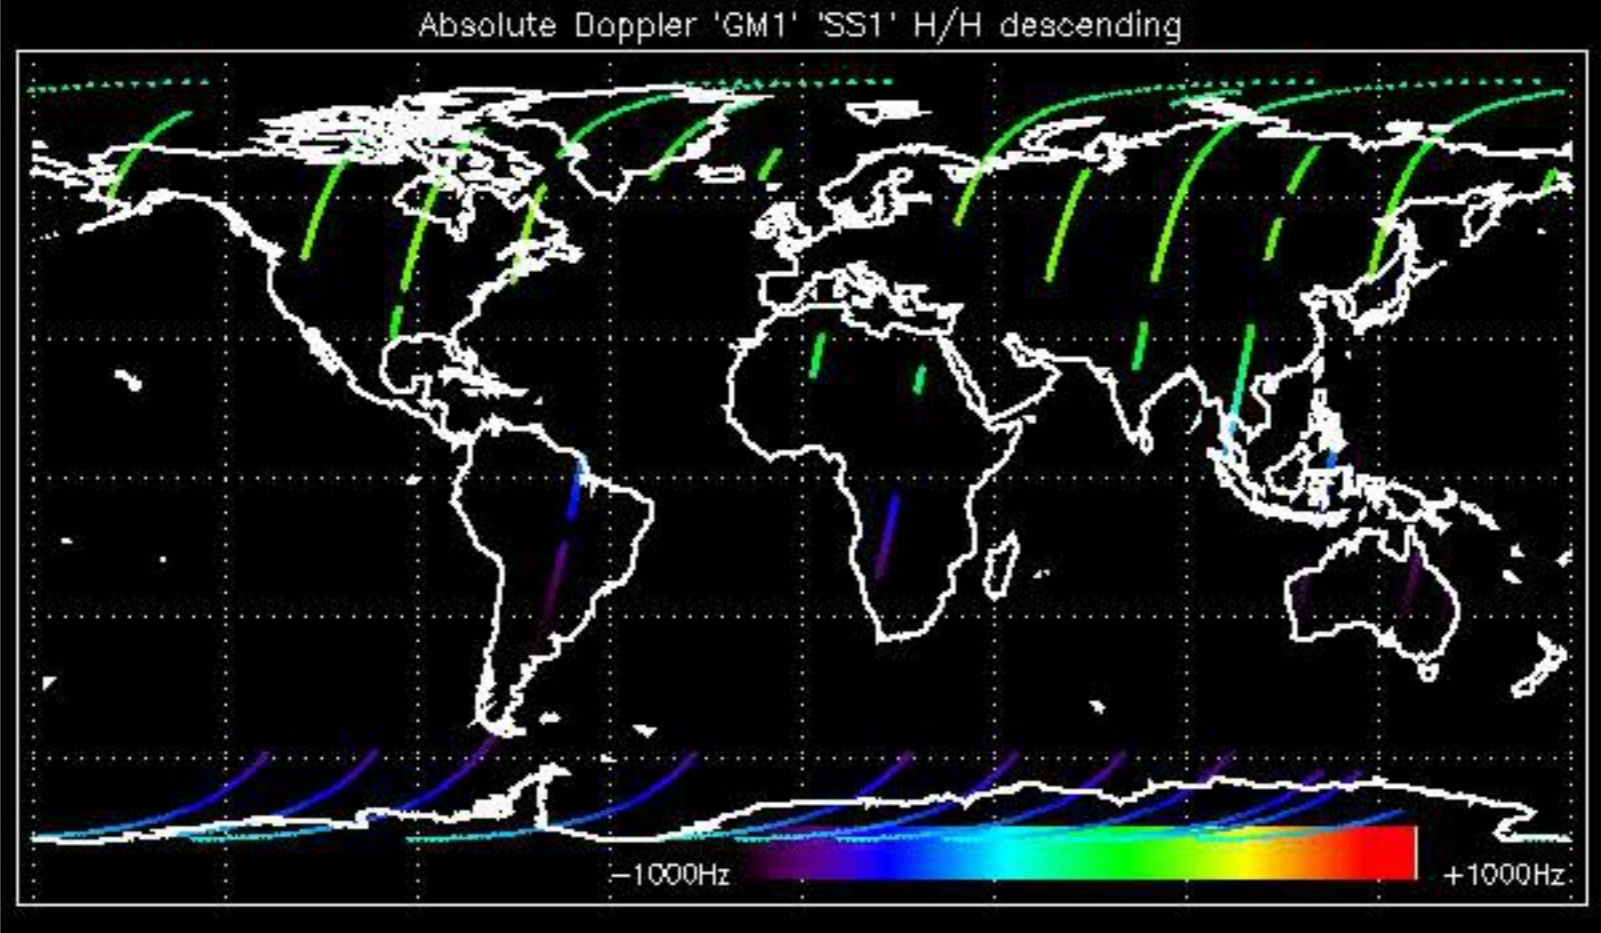 Absolute Doppler 'GM1' 'SS1' H/H descending
−1000Hz +1000Hz